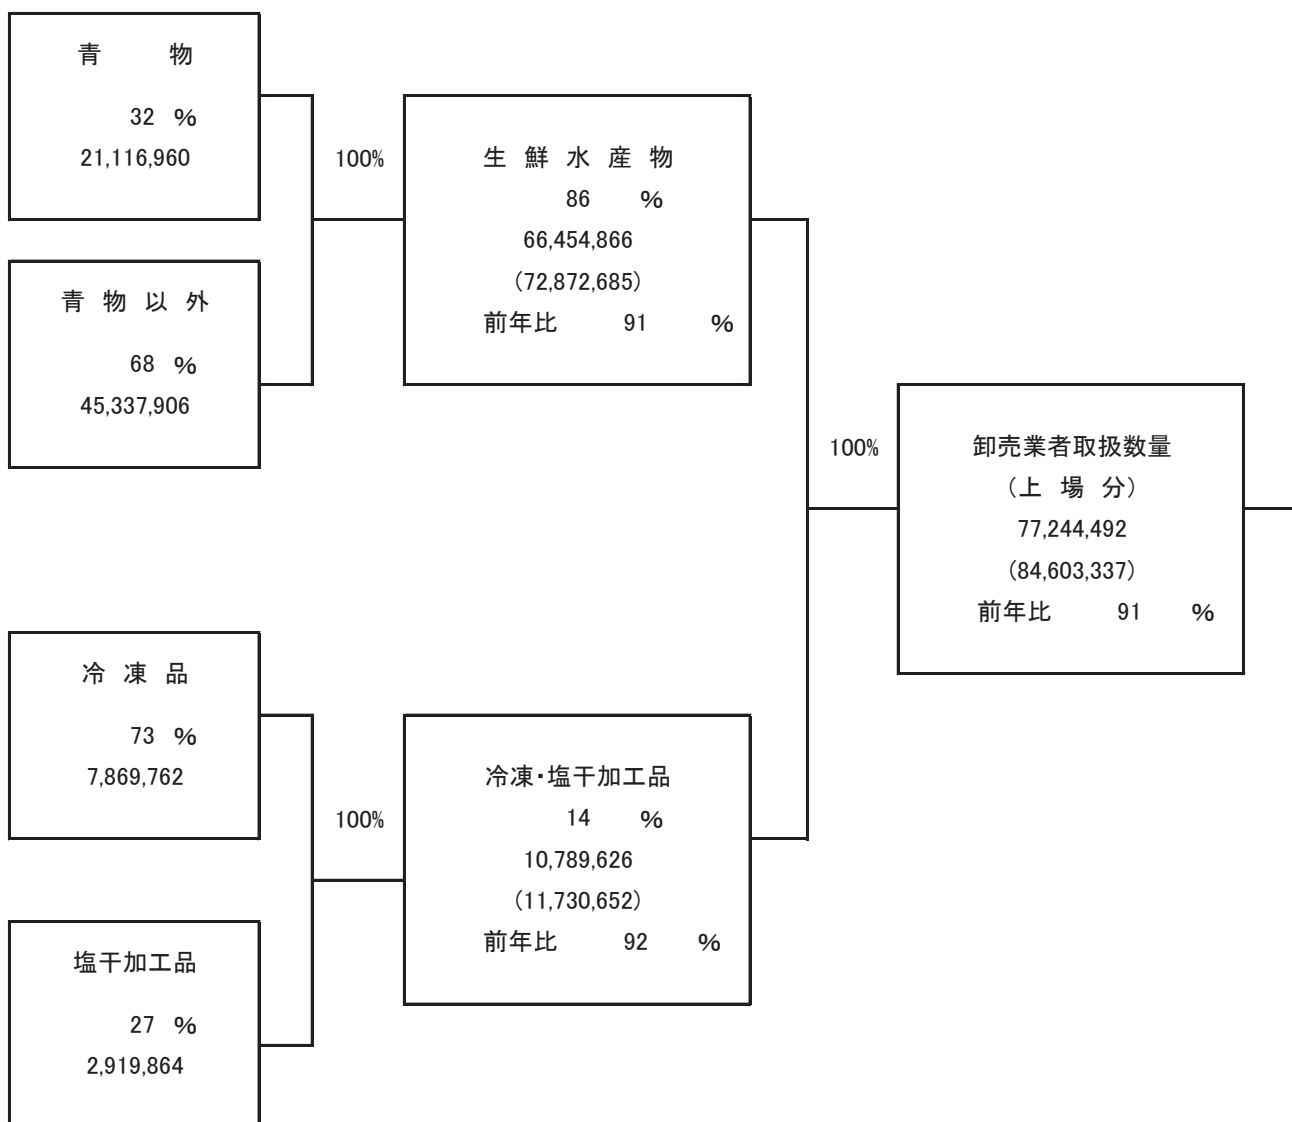 青 物
32 %
21,116,960
青 物 以 外
68 %
45,337,906
100%
生 鮮 水 産 物
86 %
66,454,866
(72,872,685)
前年比 91 %
100%
卸売業者取扱数量
(上 場 分)
77,244,492
(84,603,337)
前年比 91 %
冷 凍 品
73 %
7,869,762
塩干加工品
27 %
2,919,864
100%
冷凍・塩干加工品
14 %
10,789,626
(11,730,652)
前年比 92 %